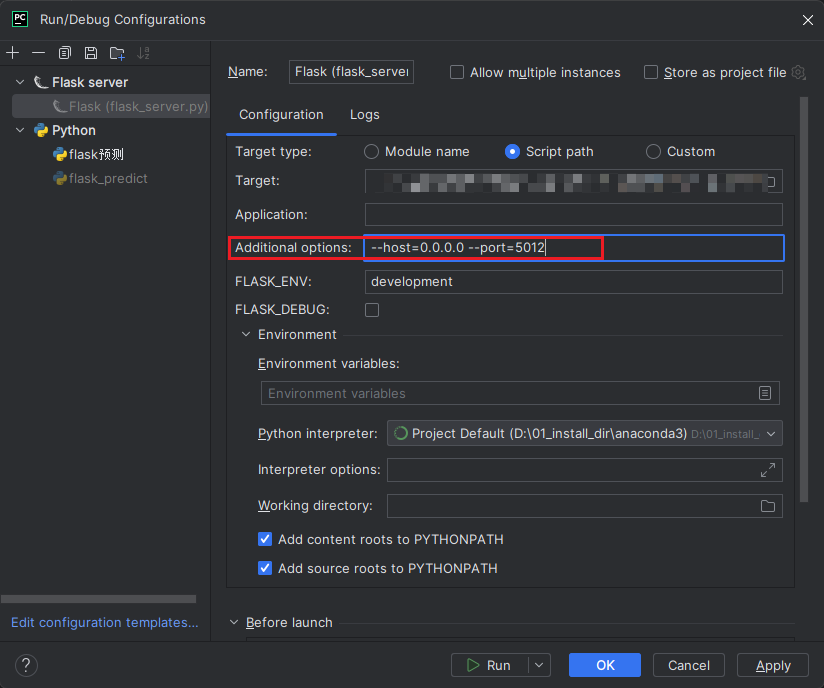 PC Run/Debug Configurations
Flask server
Flask (flask_server.py)
Python
flask预测
flask_predict
Edit configuration templates...
Name: Flask (flask_server Allow multiple instances Store as project file
Configuration Logs
Target type: Module name Script path Custom
Target:
Application:
Additional options: --host=0.0.0.0 --port=5012
FLASK_ENV: development
FLASK_DEBUG:
Environment
Environment variables:
Environment variables
Python interpreter: Project Default (D:\01_install_dir\anaconda3) D:\01_install_
Interpreter options:
Working directory:
Add content roots to PYTHONPATH
Add source roots to PYTHONPATH
Before launch
? Run OK Cancel Apply